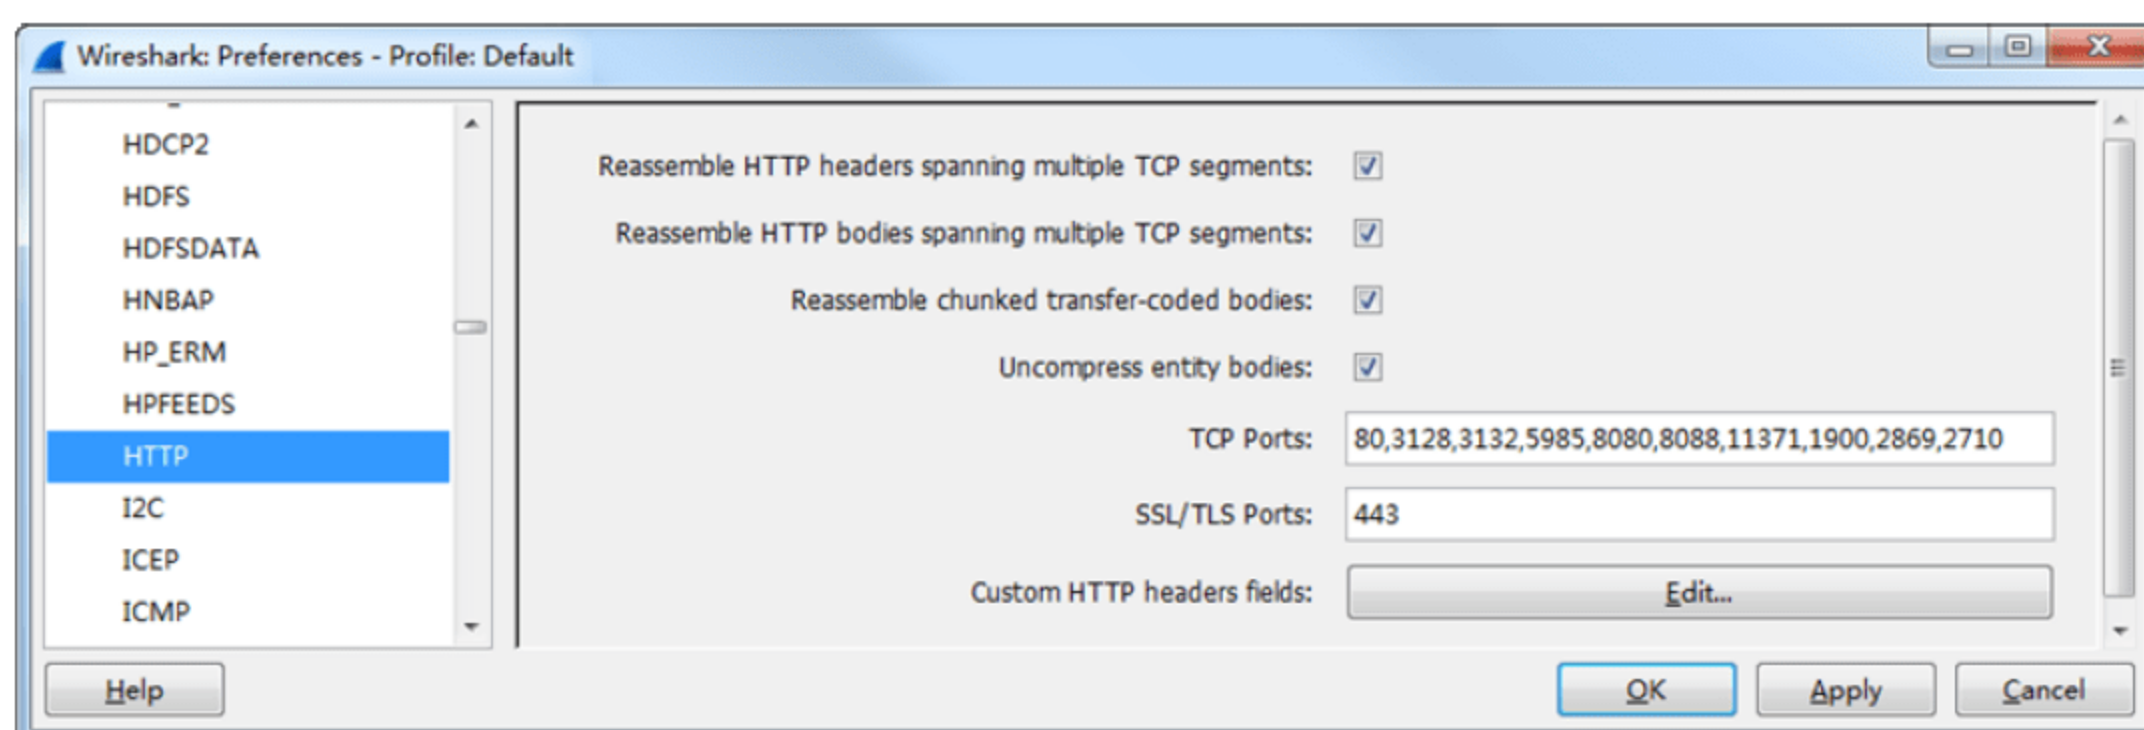 Wireshark: Preferences - Profile: Default
HDCP2
HDFS
HDFSDATA
HNBAP
HP_ERM
HPFEEDS
HTTP
I2C
ICEP
ICMP
Reassemble HTTP headers spanning multiple TCP segments:
Reassemble HTTP bodies spanning multiple TCP segments:
Reassemble chunked transfer-coded bodies:
Uncompress entity bodies:
TCP Ports: 80,3128,3132,5985,8080,8088,11371,1900,2869,2710
SSL/TLS Ports: 443
Custom HTTP headers fields: Edit...
Help OK Apply Cancel